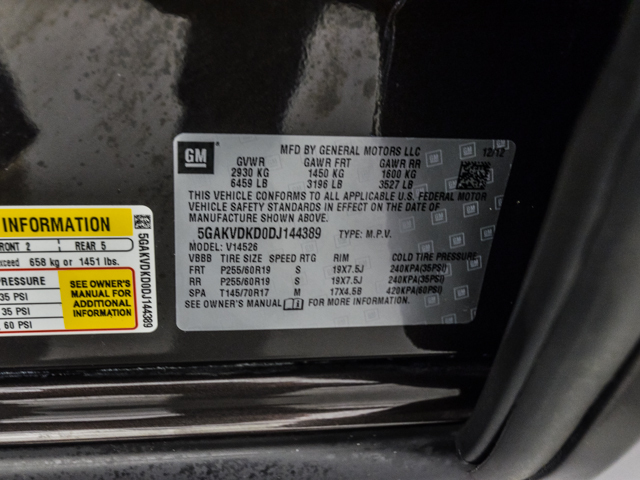 GM
MFD BY GENERAL MOTORS LLC 12/12
GVWR GAWR FRT GAWR RR
2930 KG 1450 KG 1600 KG
6459 LB 3196 LB 3527 LB
THIS VEHICLE CONFORMS TO ALL APPLICABLE U.S. FEDERAL MOTOR
VEHICLE SAFETY STANDARDS IN EFFECT ON THE DATE OF
MANUFACTURE SHOWN ABOVE.
5GAKVDKD0DJ144389 TYPE: M.P.V.
MODEL: V14526
VBBB TIRE SIZE SPEED RTG RIM COLD TIRE PRESSURE
FRT P255/60R19 S 19X7.5J 240KPA(35PSI)
RR P255/60R19 S 19X7.5J 240KPA(35PSI)
SPA T145/70R17 M 17X4.5B 420KPA(60PSI)
SEE OWNER'S MANUAL FOR MORE INFORMATION.
INFORMATION
FRONT 2 REAR 5
exceed 658 kg or 1451 lbs.
PRESSURE
35 PSI
35 PSI
60 PSI
SEE OWNER'S
MANUAL FOR
ADDITIONAL
INFORMATION
5GAKVDKD0DJ144389